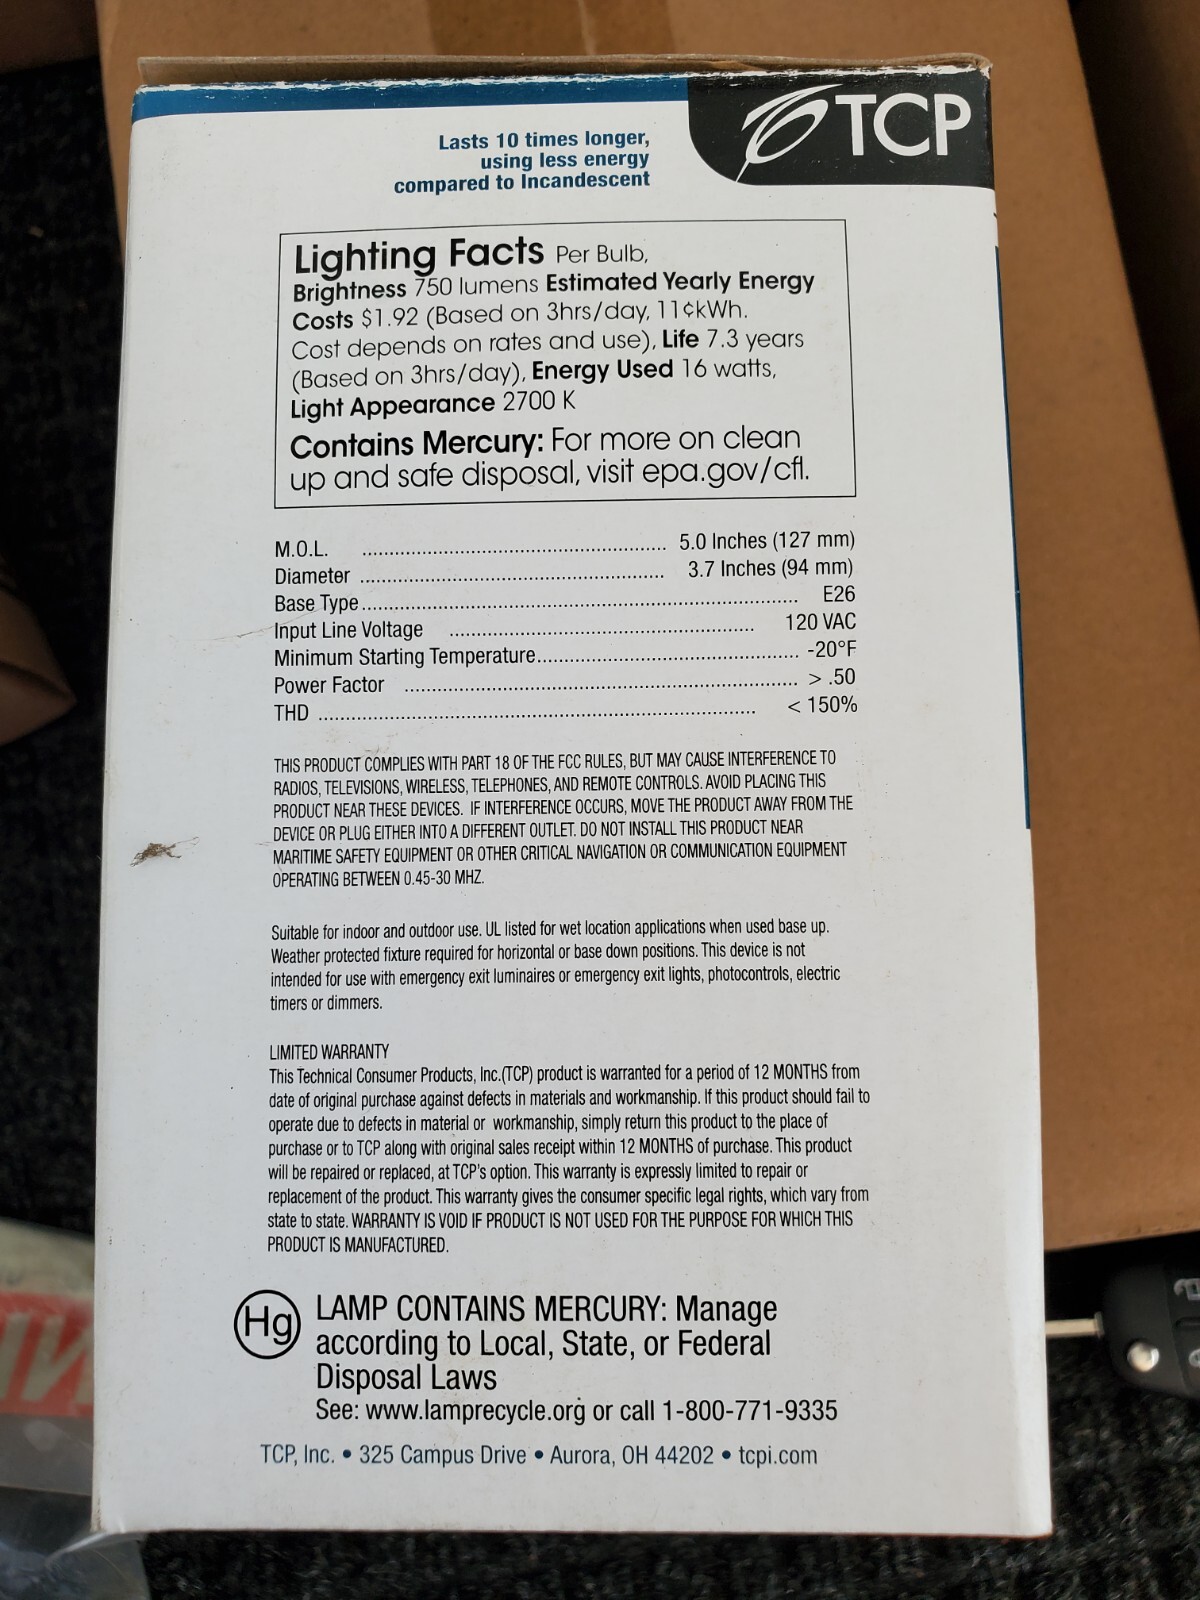 TCP
Lasts 10 times longer,
using less energy
compared to Incandescent
Lighting Facts Per Bulb,
Brightness 750 lumens Estimated Yearly Energy
Costs $1.92 (Based on 3hrs/day, 11¢kWh.
Cost depends on rates and use), Life 7.3 years
(Based on 3hrs/day), Energy Used 16 watts,
Light Appearance 2700 K
Contains Mercury: For more on clean
up and safe disposal, visit epa.gov/cfl.
M.O.L. ........................................................ 5.0 Inches (127 mm)
Diameter ........................................................ 3.7 Inches (94 mm)
Base Type................................................................................ E26
Input Line Voltage ........................................................ 120 VAC
Minimum Starting Temperature................................................ -20°F
Power Factor ........................................................................ > .50
THD ................................................................................ < 150%
THIS PRODUCT COMPLIES WITH PART 18 OF THE FCC RULES, BUT MAY CAUSE INTERFERENCE TO
RADIOS, TELEVISIONS, WIRELESS, TELEPHONES, AND REMOTE CONTROLS. AVOID PLACING THIS
PRODUCT NEAR THESE DEVICES. IF INTERFERENCE OCCURS, MOVE THE PRODUCT AWAY FROM THE
DEVICE OR PLUG EITHER INTO A DIFFERENT OUTLET. DO NOT INSTALL THIS PRODUCT NEAR
MARITIME SAFETY EQUIPMENT OR OTHER CRITICAL NAVIGATION OR COMMUNICATION EQUIPMENT
OPERATING BETWEEN 0.45-30 MHZ.
Suitable for indoor and outdoor use. UL listed for wet location applications when used base up.
Weather protected fixture required for horizontal or base down positions. This device is not
intended for use with emergency exit luminaires or emergency exit lights, photocontrols, electric
timers or dimmers.
LIMITED WARRANTY
This Technical Consumer Products, Inc.(TCP) product is warranted for a period of 12 MONTHS from
date of original purchase against defects in materials and workmanship. If this product should fail to
operate due to defects in material or workmanship, simply return this product to the place of
purchase or to TCP along with original sales receipt within 12 MONTHS of purchase. This product
will be repaired or replaced, at TCP's option. This warranty is expressly limited to repair or
replacement of the product. This warranty gives the consumer specific legal rights, which vary from
state to state. WARRANTY IS VOID IF PRODUCT IS NOT USED FOR THE PURPOSE FOR WHICH THIS
PRODUCT IS MANUFACTURED.
Hg
LAMP CONTAINS MERCURY: Manage
according to Local, State, or Federal
Disposal Laws
See: www.lamprecycle.org or call 1-800-771-9335
TCP, Inc. • 325 Campus Drive • Aurora, OH 44202 • tcpi.com